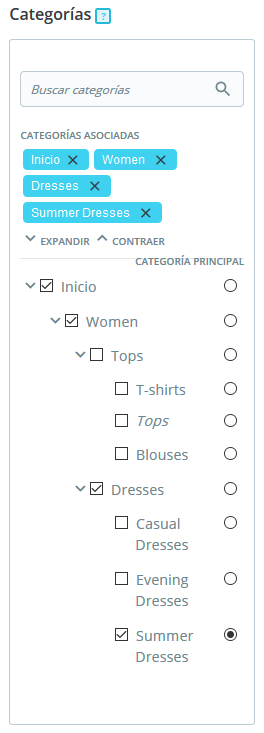 Categorías ?
Buscar categorías
CATEGORÍAS ASOCIADAS
Inicio ✕ Women ✕
Dresses ✕
Summer Dresses ✕
EXPANDIR CONTRAER
CATEGORÍA PRINCIPAL
Inicio
Women
Tops
T-shirts
Tops
Blouses
Dresses
Casual
Dresses
Evening
Dresses
Summer
Dresses